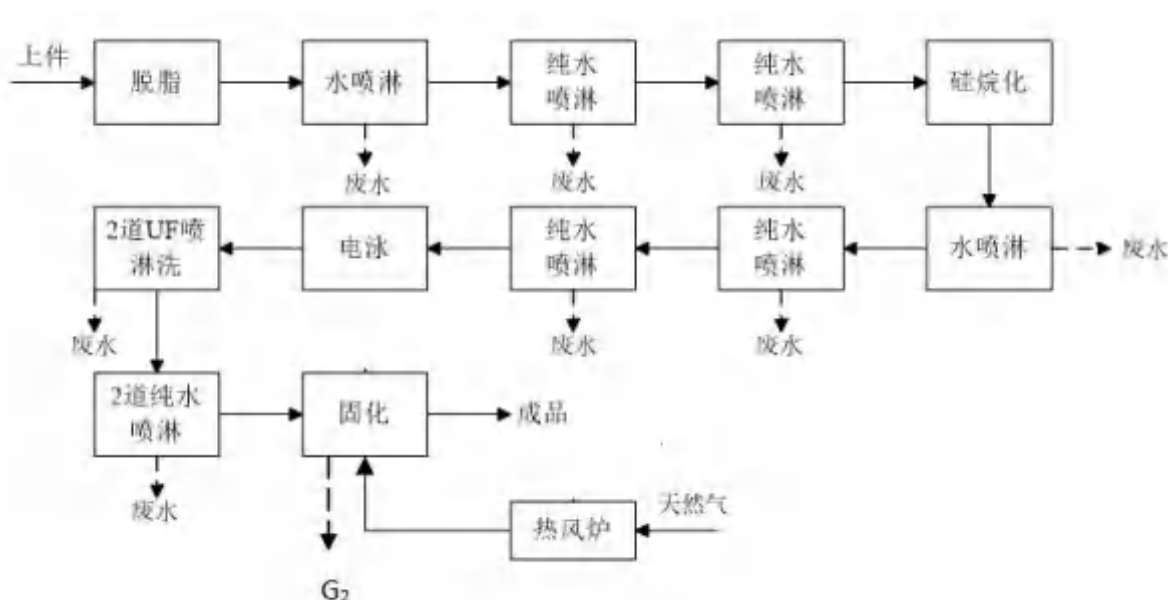 上件
脱脂
水喷淋
纯水
喷淋
纯水
喷淋
硅烷化
废水
废水
废水
2道UF喷
淋洗
电泳
纯水
喷淋
纯水
喷淋
水喷淋
废水
废水
废水
废水
2道纯水
喷淋
固化
成品
废水
热风炉
天然气
G₂